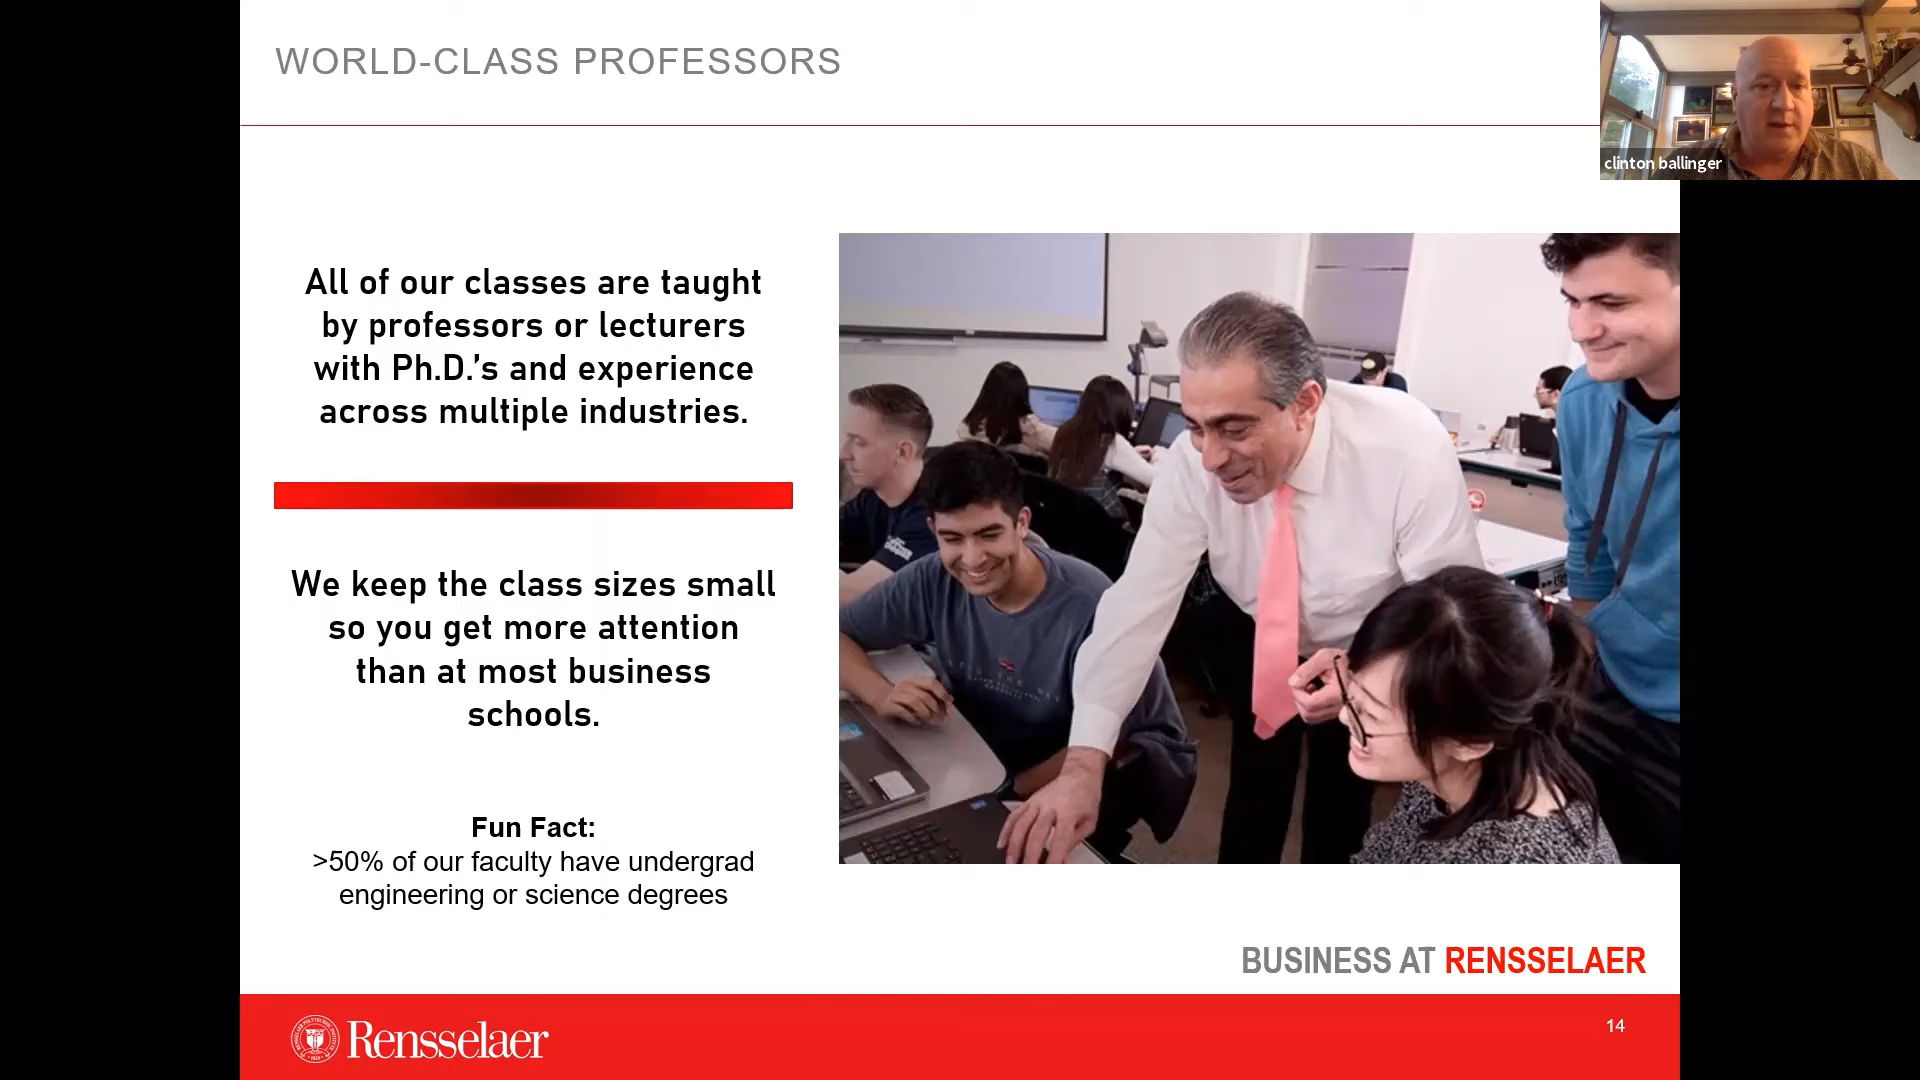 WORLD-CLASS PROFESSORS
clinton ballinger
All of our classes are taught
by professors or lecturers
with Ph.D.'s and experience
across multiple industries.
We keep the class sizes small
so you get more attention
than at most business
schools.
Fun Fact:
>50% of our faculty have undergrad
engineering or science degrees
BUSINESS AT RENSSELAER
Rensselaer
14